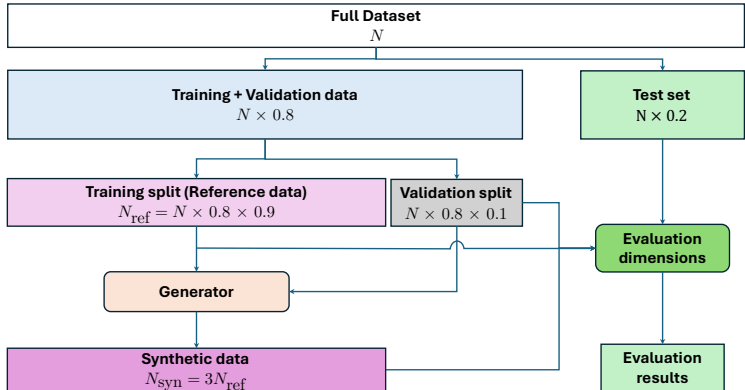 Full Dataset
N
Training + Validation data
N × 0.8
Test set
N × 0.2
Training split (Reference data)
N_ref = N × 0.8 × 0.9
Validation split
N × 0.8 × 0.1
Evaluation
dimensions
Generator
Synthetic data
N_syn = 3N_ref
Evaluation
results